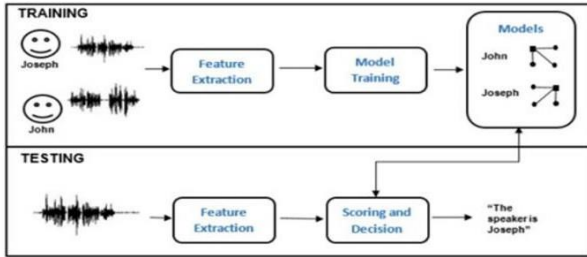 TRAINING
Joseph
John
Feature
Extraction
Model
Training
Models
John
Joseph
TESTING
Feature
Extraction
Scoring and
Decision
"The
speaker is
Joseph"